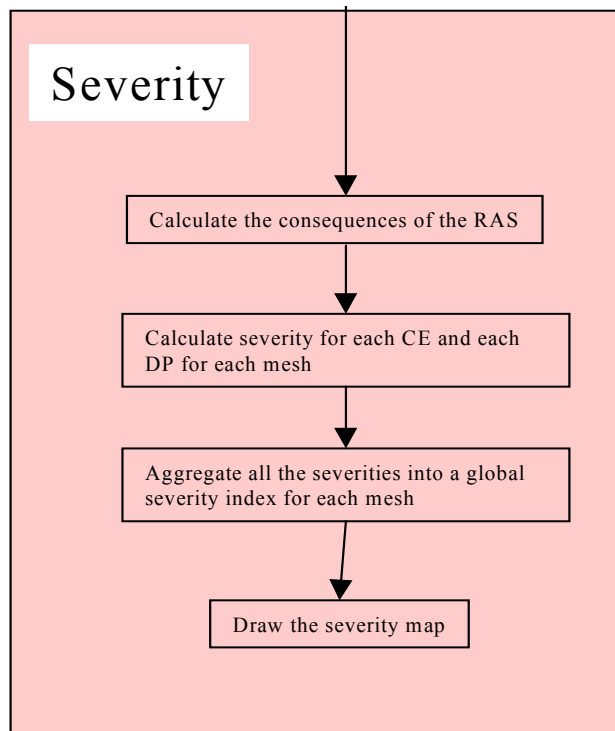 Severity
Calculate the consequences of the RAS
Calculate severity for each CE and each
DP for each mesh
Aggregate all the severities into a global
severity index for each mesh
Draw the severity map